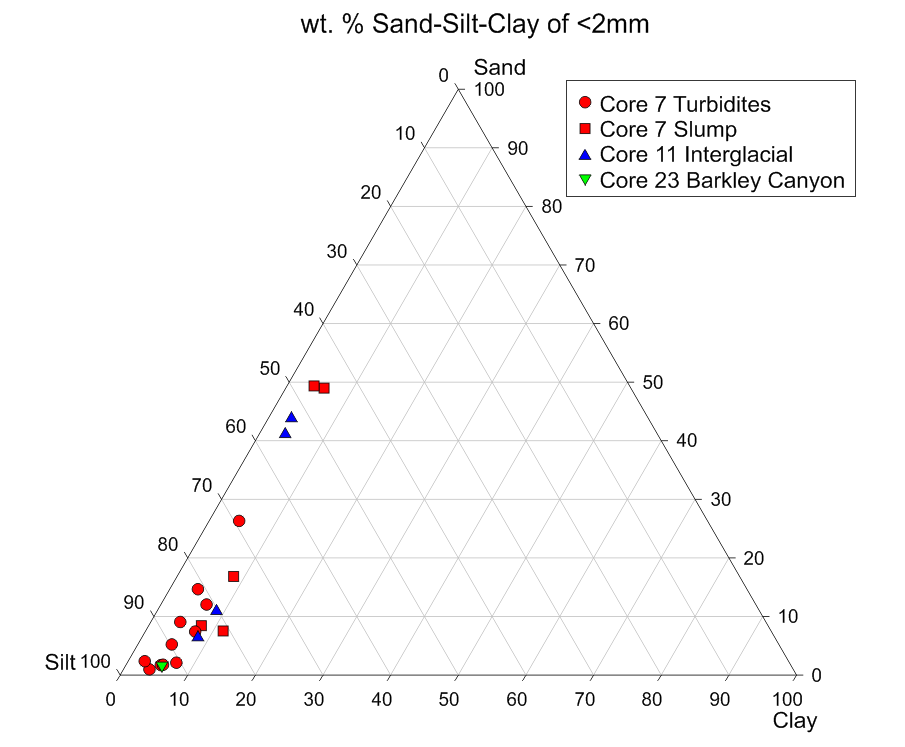 wt. % Sand-Silt-Clay of <2mm
Sand
0
100
Core 7 Turbidites
Core 7 Slump
Core 11 Interglacial
Core 23 Barkley Canyon
10
90
20
80
30
70
40
60
50
50
60
40
70
30
80
20
90
10
Silt 100
0
0 10 20 30 40 50 60 70 80 90 100
Clay